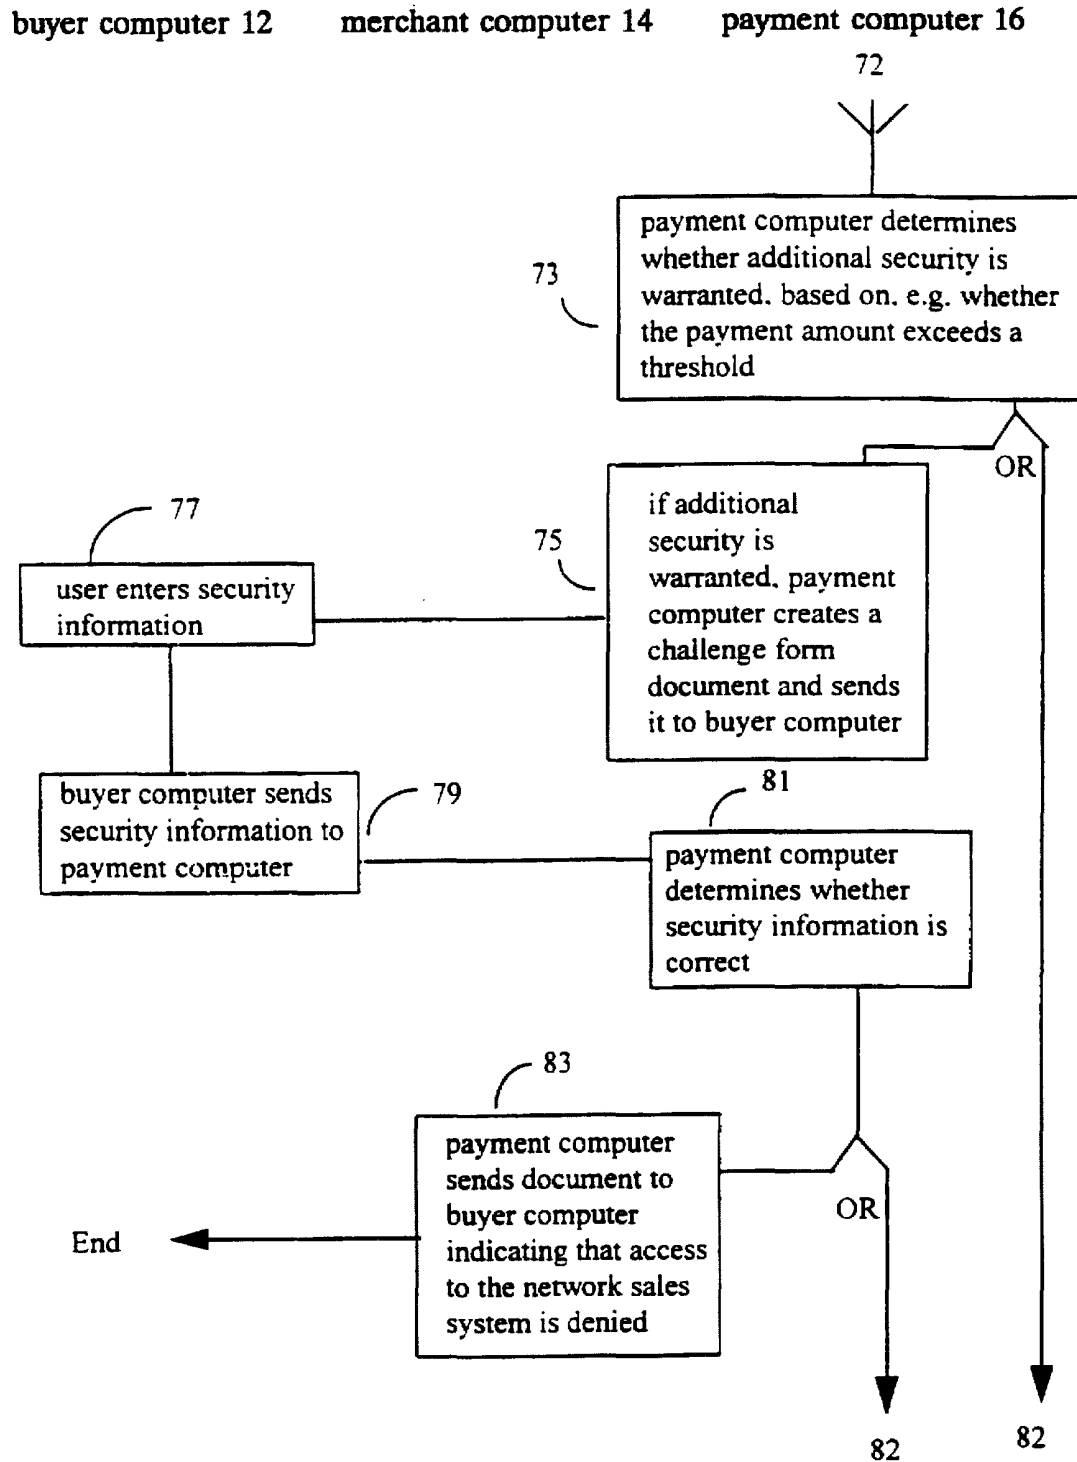 buyer computer 12 merchant computer 14 payment computer 16
72
payment computer determines
whether additional security is
warranted. based on. e.g. whether
the payment amount exceeds a
threshold
73
OR
if additional
security is
warranted. payment
computer creates a
challenge form
document and sends
it to buyer computer
75
77
user enters security
information
buyer computer sends
security information to
payment computer
79
81
payment computer
determines whether
security information is
correct
83
payment computer
sends document to
buyer computer
indicating that access
to the network sales
system is denied
OR
End
82
82